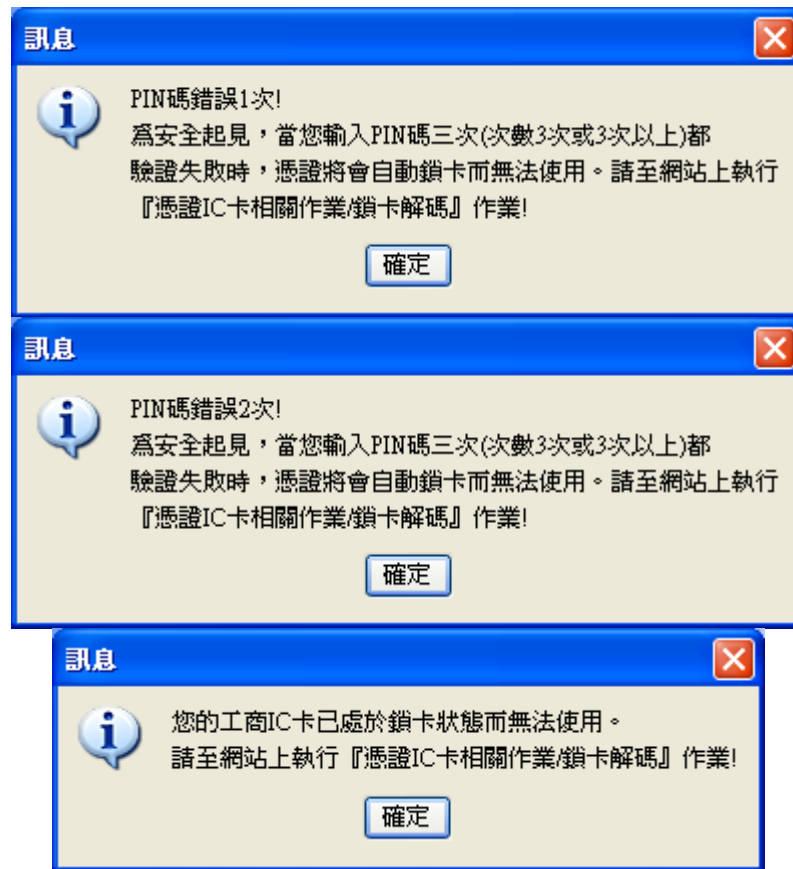 訊息
PIN碼錯誤1次!
為安全起見，當您輸入PIN碼三次(次數3次或3次以上)都
驗證失敗時，憑證將會自動鎖卡而無法使用。請至網站上執行
『憑證IC卡相關作業/鎖卡解碼』作業!
確定
訊息
PIN碼錯誤2次!
為安全起見，當您輸入PIN碼三次(次數3次或3次以上)都
驗證失敗時，憑證將會自動鎖卡而無法使用。請至網站上執行
『憑證IC卡相關作業/鎖卡解碼』作業!
確定
訊息
您的工商IC卡已處於鎖卡狀態而無法使用。
請至網站上執行『憑證IC卡相關作業/鎖卡解碼』作業!
確定